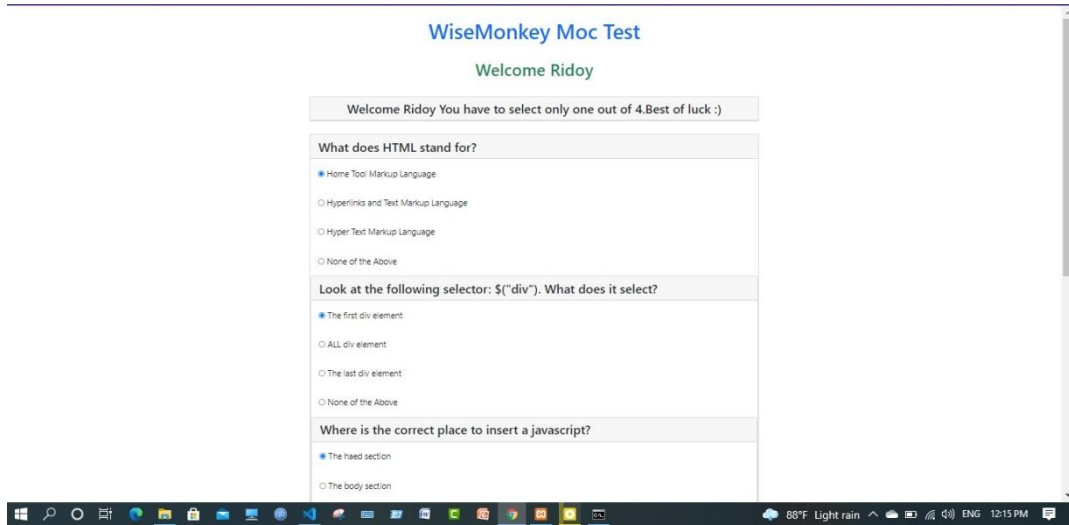 WiseMonkey Moc Test
Welcome Ridoy
Welcome Ridoy You have to select only one out of 4.Best of luck :)
What does HTML stand for?
Home Tool Markup Language
Hyperlinks and Text Markup Language
Hyper Text Markup Language
None of the Above
Look at the following selector: $("div"). What does it select?
The first div element
ALL div element
The last div element
None of the Above
Where is the correct place to insert a javascript?
The haed section
The body section
88°F Light rain ENG 12:15 PM